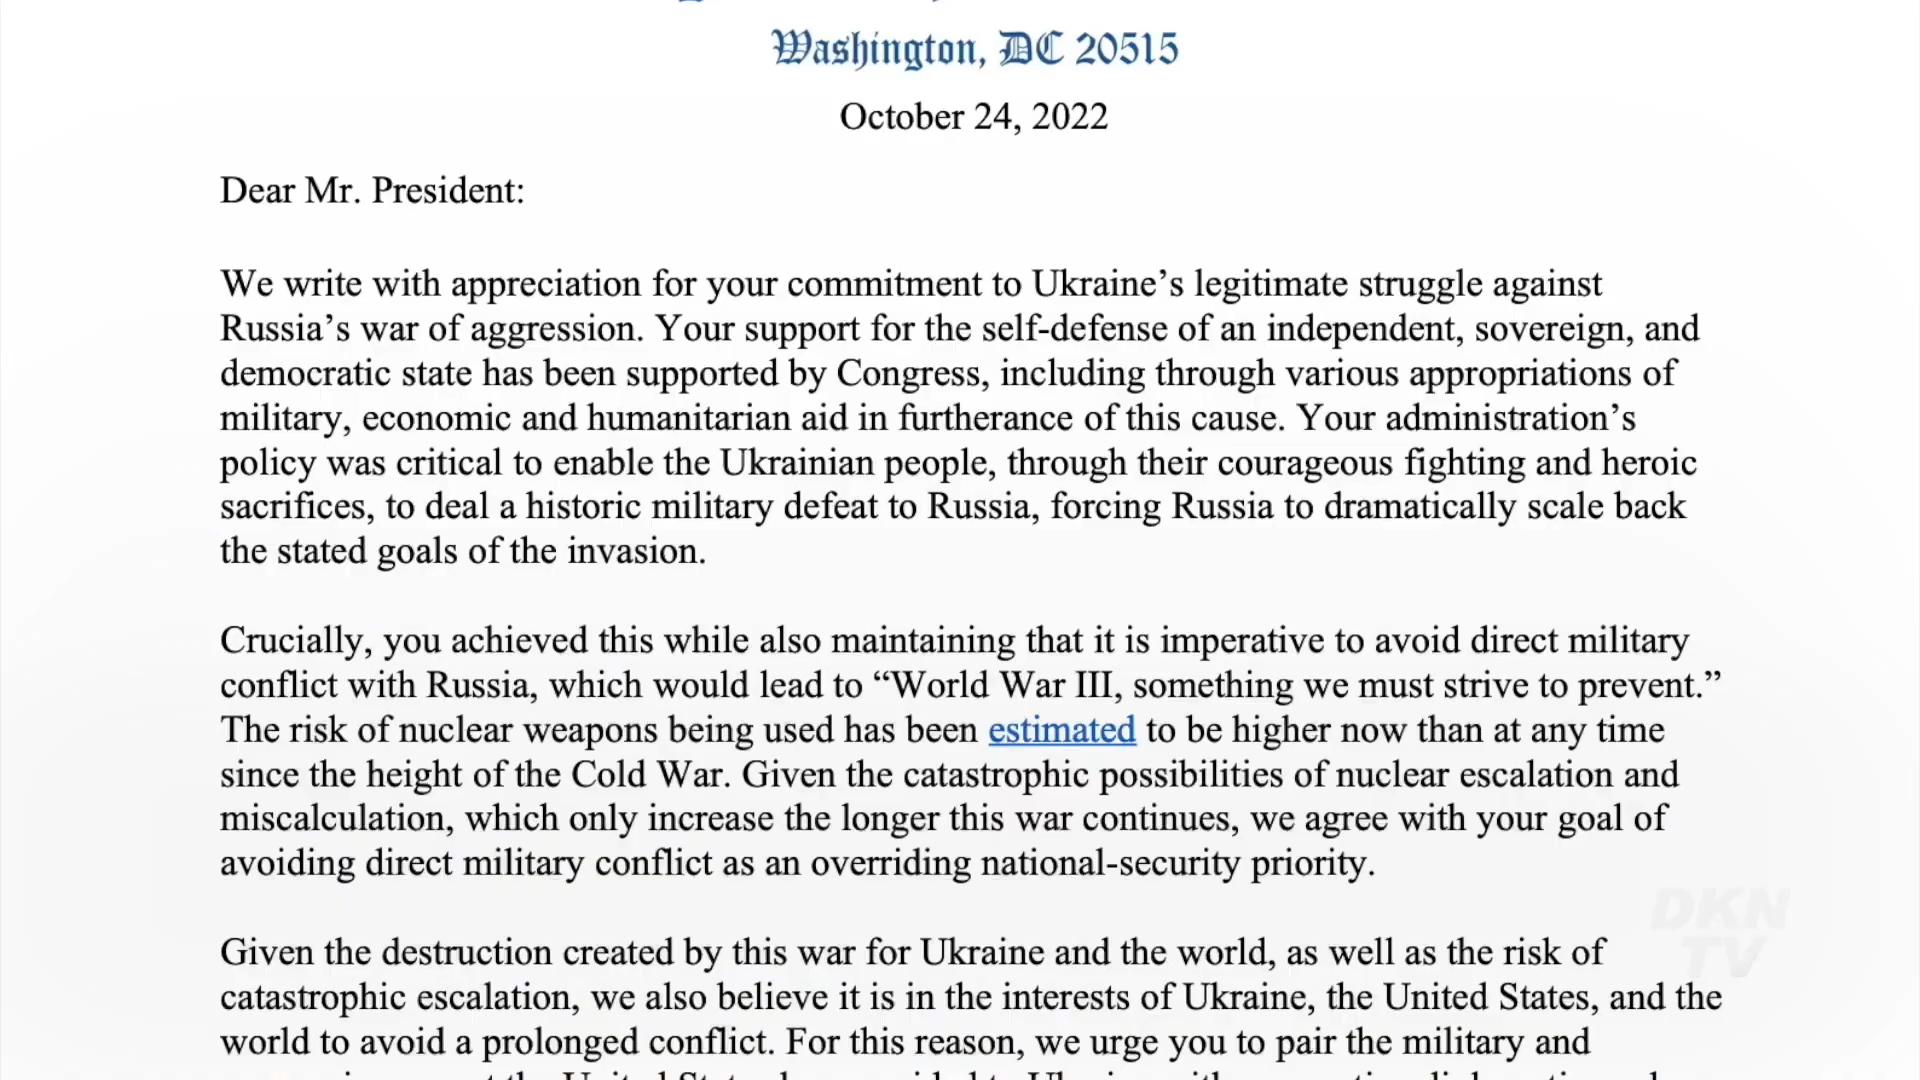 Washington, DC 20515
October 24, 2022
Dear Mr. President:
We write with appreciation for your commitment to Ukraine’s legitimate struggle against
Russia’s war of aggression. Your support for the self-defense of an independent, sovereign, and
democratic state has been supported by Congress, including through various appropriations of
military, economic and humanitarian aid in furtherance of this cause. Your administration’s
policy was critical to enable the Ukrainian people, through their courageous fighting and heroic
sacrifices, to deal a historic military defeat to Russia, forcing Russia to dramatically scale back
the stated goals of the invasion.
Crucially, you achieved this while also maintaining that it is imperative to avoid direct military
conflict with Russia, which would lead to “World War III, something we must strive to prevent.”
The risk of nuclear weapons being used has been estimated to be higher now than at any time
since the height of the Cold War. Given the catastrophic possibilities of nuclear escalation and
miscalculation, which only increase the longer this war continues, we agree with your goal of
avoiding direct military conflict as an overriding national-security priority.
Given the destruction created by this war for Ukraine and the world, as well as the risk of
catastrophic escalation, we also believe it is in the interests of Ukraine, the United States, and the
world to avoid a prolonged conflict. For this reason, we urge you to pair the military and
DKN
TV